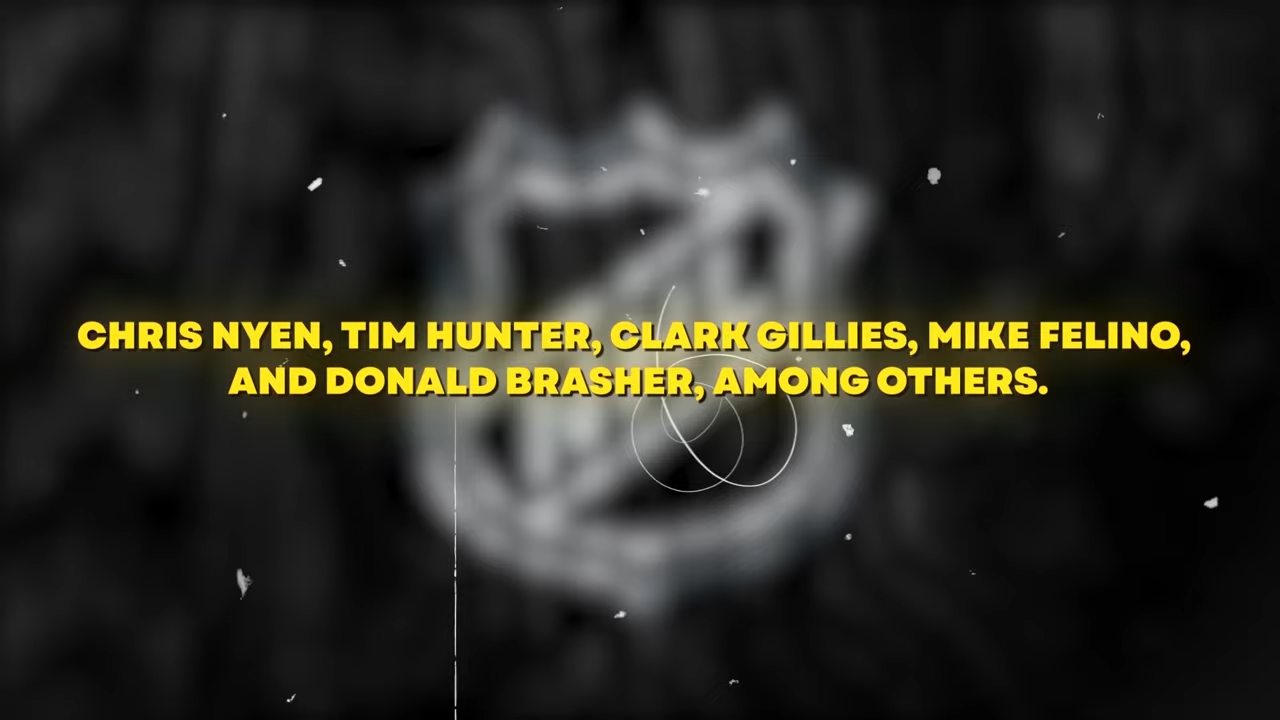 CHRIS NYEN, TIM HUNTER, CLARK GILLIES, MIKE FELINO,
AND DONALD BRASHER, AMONG OTHERS.